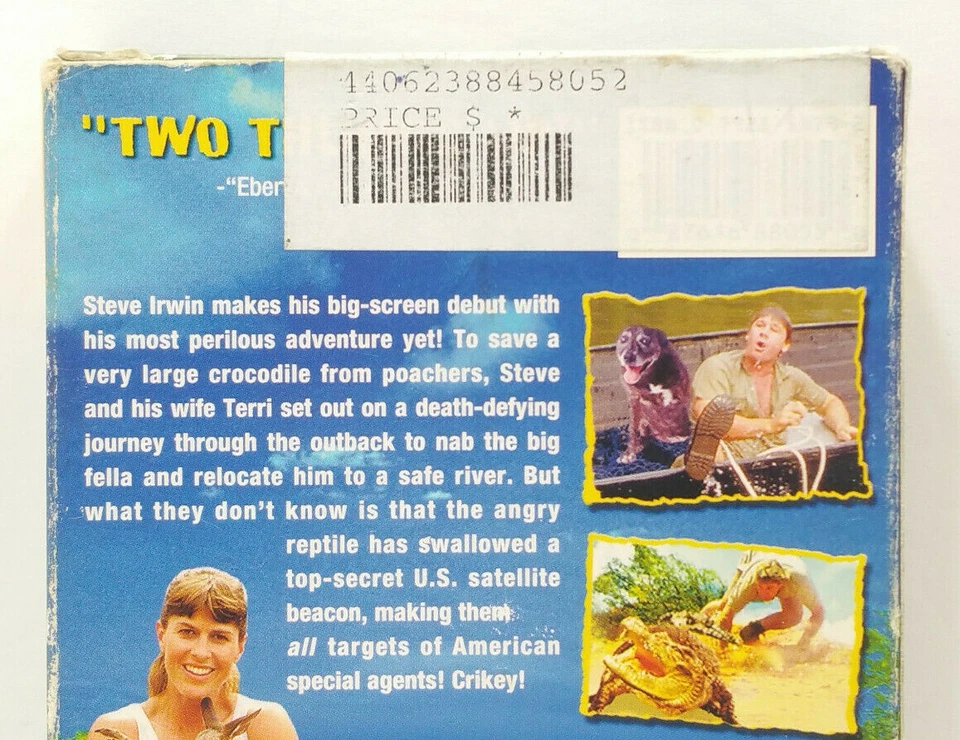 44062388458052
PRICE $ *
"TWO T
-"Eber
Steve Irwin makes his big-screen debut with
his most perilous adventure yet! To save a
very large crocodile from poachers, Steve
and his wife Terri set out on a death-defying
journey through the outback to nab the big
fella and relocate him to a safe river. But
what they don't know is that the angry
reptile has swallowed a
top-secret U.S. satellite
beacon, making them
all targets of American
special agents! Crikey!